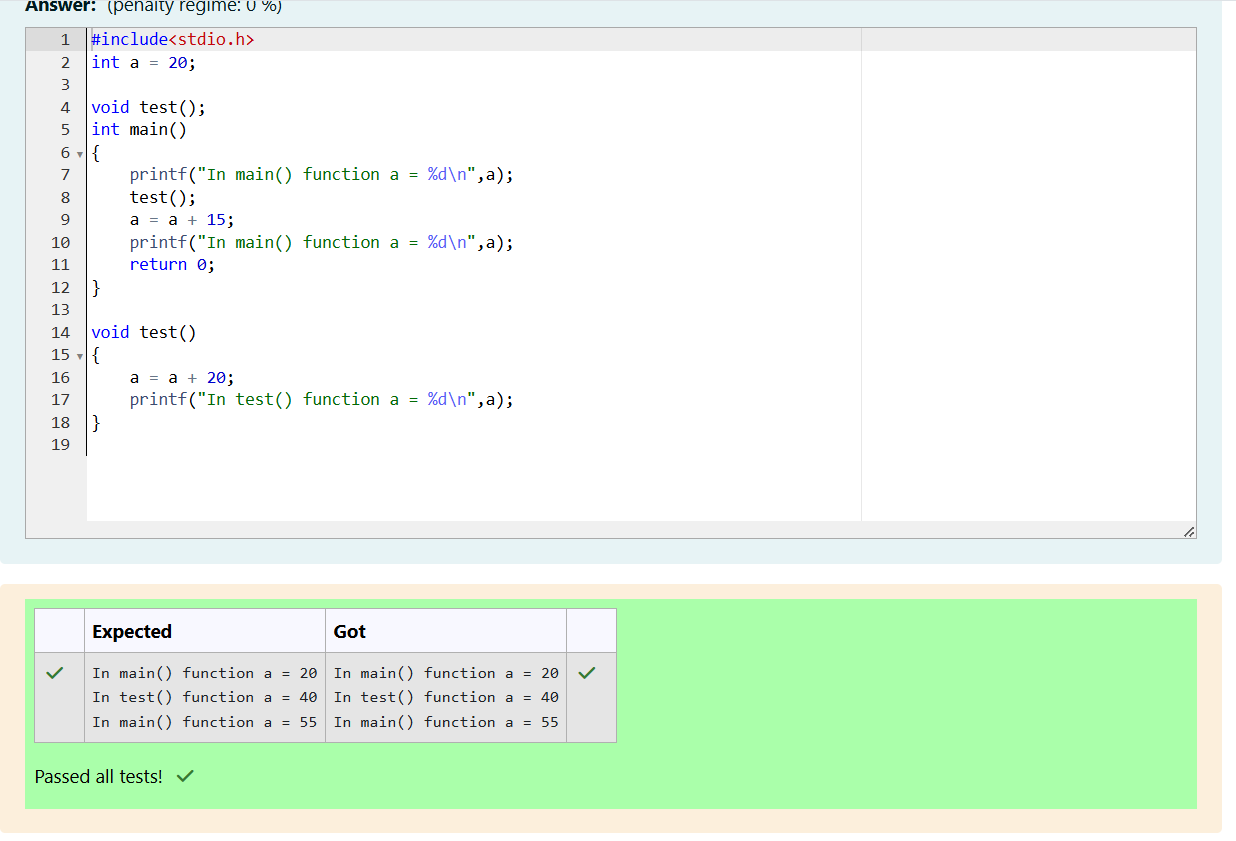 Answer: (penalty regime: 0 %)
1 #include<stdio.h>
2 int a = 20;
3
4 void test();
5 int main()
6 {
7     printf("In main() function a = %d\n",a);
8     test();
9     a = a + 15;
10     printf("In main() function a = %d\n",a);
11     return 0;
12 }
13
14 void test()
15 {
16     a = a + 20;
17     printf("In test() function a = %d\n",a);
18 }
19
Expected Got
In main() function a = 20 In main() function a = 20
In test() function a = 40 In test() function a = 40
In main() function a = 55 In main() function a = 55
Passed all tests!